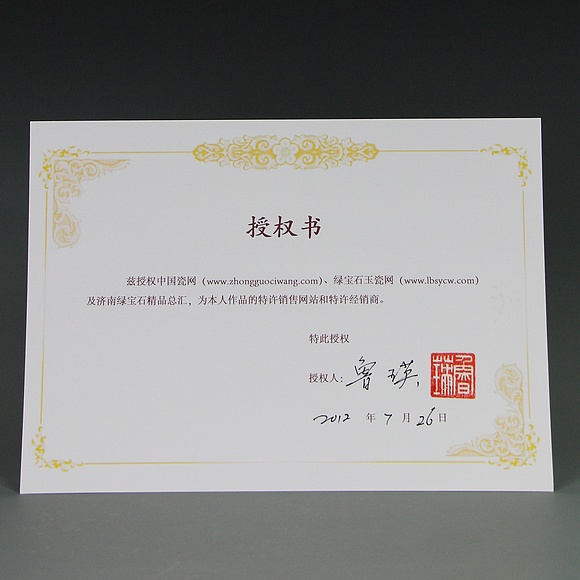 授权书
兹授权中国瓷网（www.zhongguociwang.com）、绿宝石玉瓷网（www.lbsycw.com）
及济南绿宝石精品总汇，为本人作品的特许销售网站和特许经销商。
特此授权
授权人：鲁瑛
2012 年 7 月 26 日